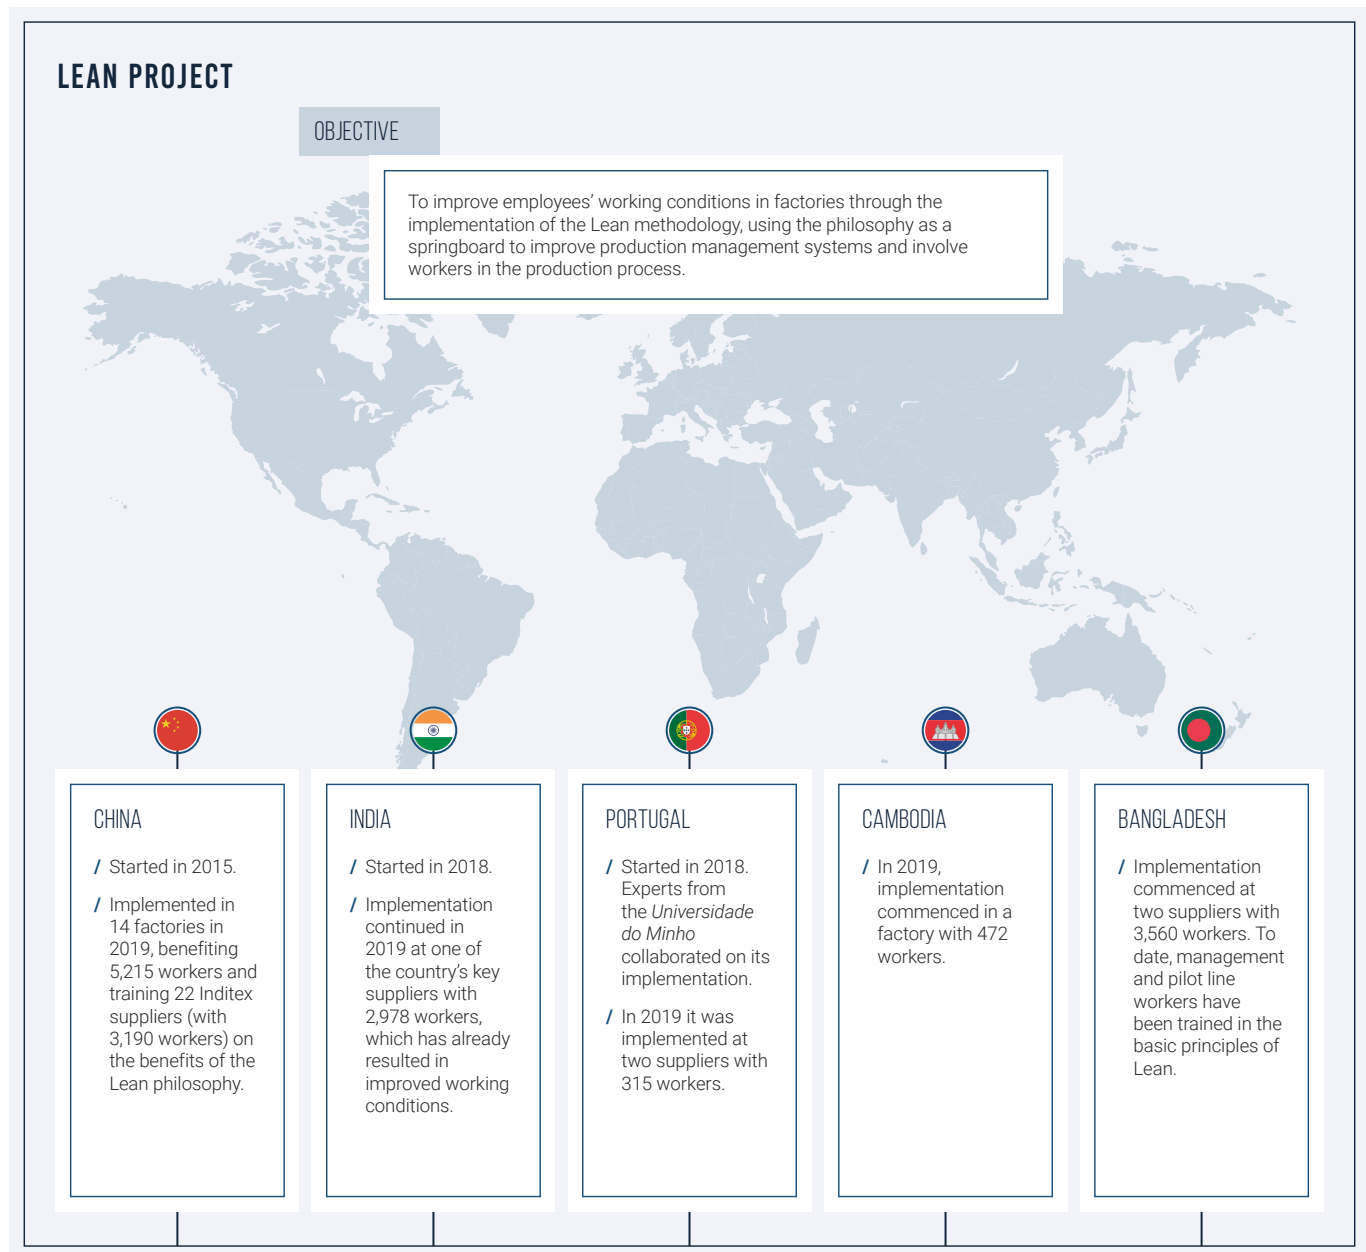 LEAN PROJECT
OBJECTIVE
To improve employees’ working conditions in factories through the
implementation of the Lean methodology, using the philosophy as a
springboard to improve production management systems and involve
workers in the production process.
CHINA
/ Started in 2015.
/ Implemented in
14 factories in
2019, benefiting
5,215 workers and
training 22 Inditex
suppliers (with
3,190 workers) on
the benefits of the
Lean philosophy.
INDIA
/ Started in 2018.
/ Implementation
continued in
2019 at one of
the country’s key
suppliers with
2,978 workers,
which has already
resulted in
improved working
conditions.
PORTUGAL
/ Started in 2018.
Experts from
the Universidade
do Minho
collaborated on its
implementation.
/ In 2019 it was
implemented at
two suppliers with
315 workers.
CAMBODIA
/ In 2019,
implementation
commenced in a
factory with 472
workers.
BANGLADESH
/ Implementation
commenced at
two suppliers with
3,560 workers. To
date, management
and pilot line
workers have
been trained in the
basic principles of
Lean.